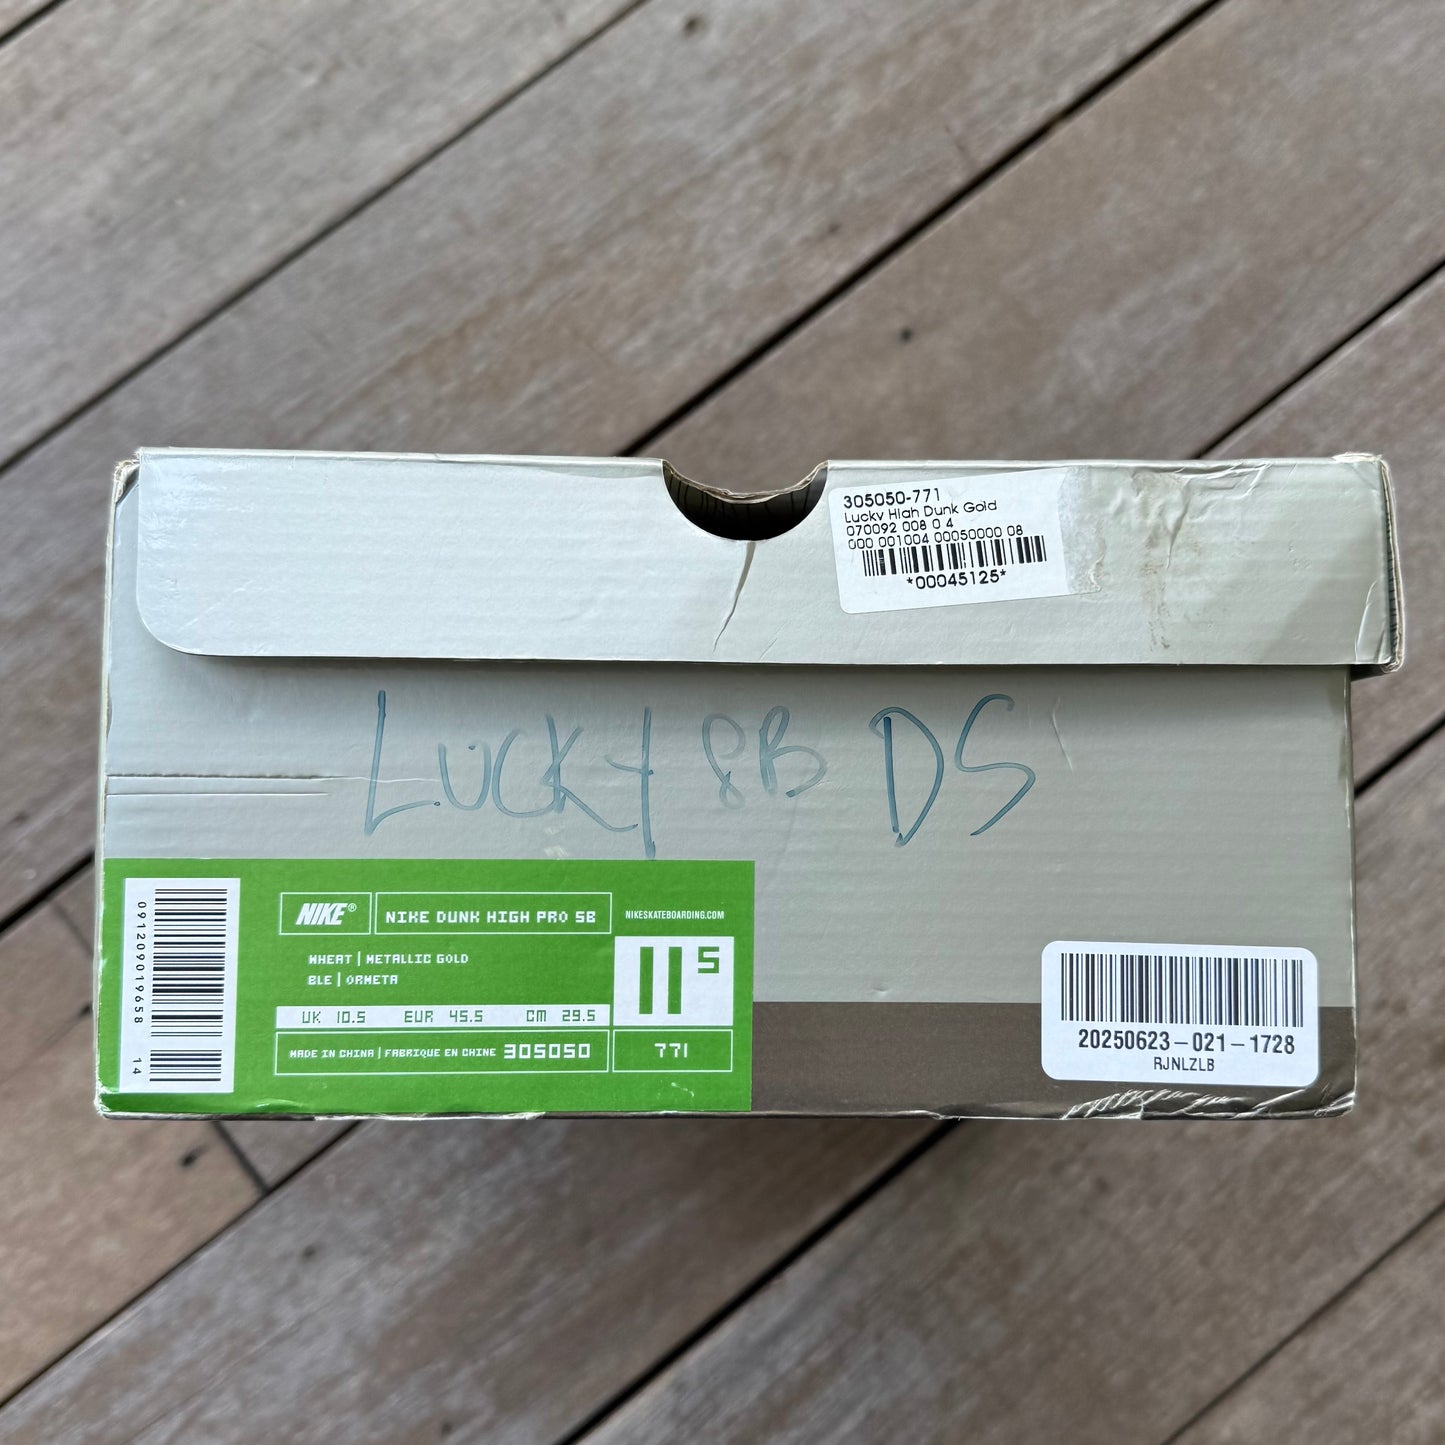 305050-771
Lucky High Dunk Gold
070092 008 0 4
000 001004 00050000 08
*00045125*
LUCKY SB DS
NIKE® NIKE DUNK HIGH PRO SB NIKESKATEBOARDING.COM
WHEAT | METALLIC GOLD
BLE | ORMETA
11 5
UK 10.5 EUR 45.5 CM 29.5
MADE IN CHINA | FABRIQUE EN CHINE 305050 771
091209019658 14
20250623-021-1728
RJNLZLB